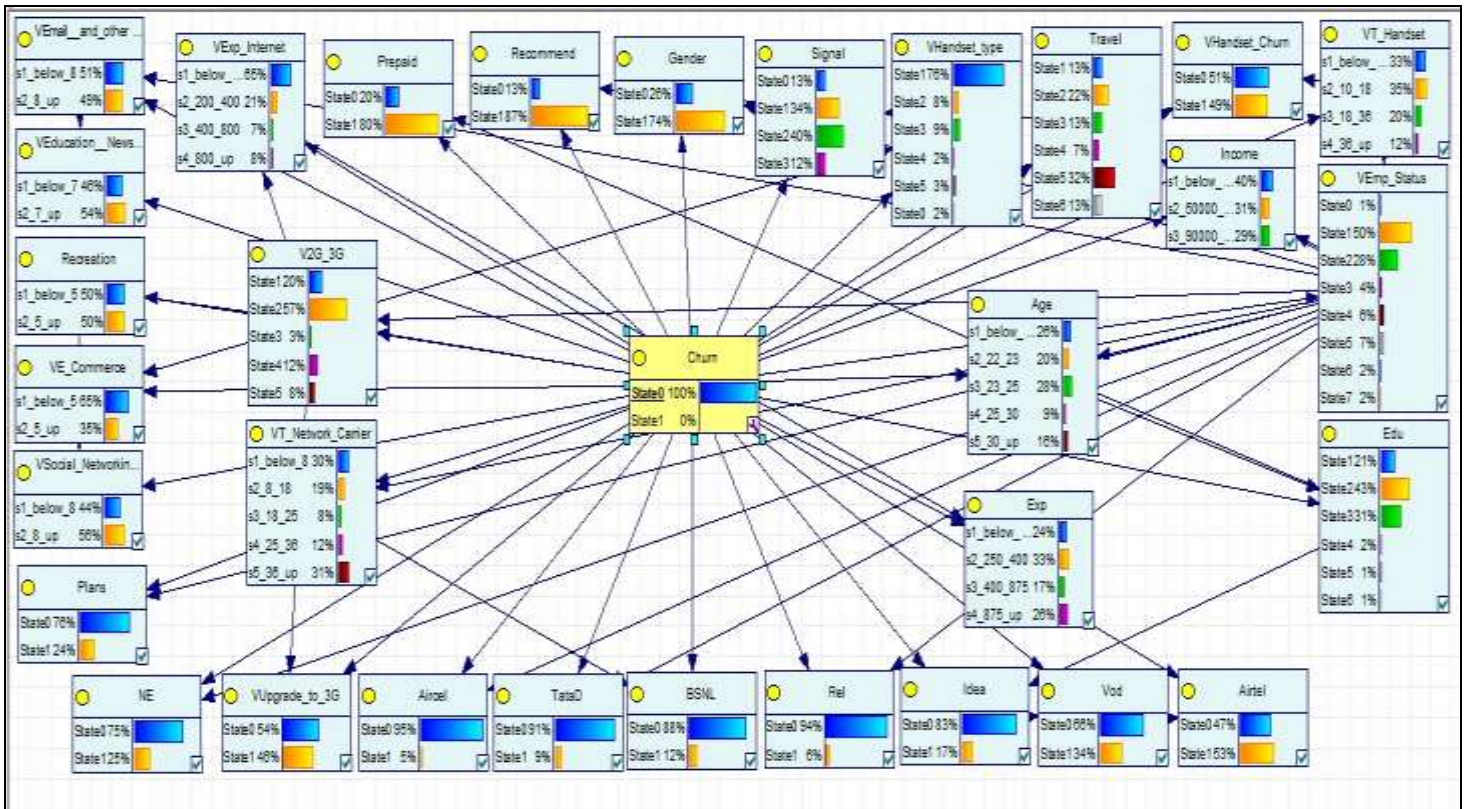 VEmail__and_other ...
s1_below_8 51%
s2_8_up 49%
VExp_Internet
s1_below_... 65%
s2_200_400 21%
s3_400_800 7%
s4_800_up 8%
Prepaid
State0 20%
State1 80%
Recommend
State0 13%
State1 87%
Gender
State0 26%
State1 74%
Signal
State0 13%
State1 34%
State2 40%
State3 12%
VHandset_type
State1 76%
State2 8%
State3 9%
State4 2%
State5 3%
State0 2%
Travel
State1 13%
State2 22%
State3 13%
State4 7%
State5 32%
State6 13%
VHandset_Churn
State0 51%
State1 49%
VT_Handset
s1_below_... 33%
s2_10_18 35%
s3_18_36 20%
s4_36_up 12%
VEducation__News...
s1_below_7 46%
s2_7_up 54%
Income
s1_below_... 40%
s2_50000_... 31%
s3_90000_... 29%
VEmp_Status
State0 1%
State1 50%
State2 28%
State3 4%
State4 6%
State5 7%
State6 2%
State7 2%
Recreation
s1_below_5 50%
s2_5_up 50%
V2G_3G
State1 20%
State2 57%
State3 3%
State4 12%
State5 8%
Age
s1_below_... 26%
s2_22_23 20%
s3_23_25 28%
s4_25_30 9%
s5_30_up 16%
Churn
State0 100%
State1 0%
VE_Commerce
s1_below_5 65%
s2_5_up 35%
VT_Network_Carrier
s1_below_8 30%
s2_8_18 19%
s3_18_25 8%
s4_25_36 12%
s5_36_up 31%
Edu
State1 21%
State2 43%
State3 31%
State4 2%
State5 1%
State6 1%
VSocial_Networkin...
s1_below_8 44%
s2_8_up 56%
Exp
s1_below_... 24%
s2_250_400 33%
s3_400_875 17%
s4_875_up 26%
Plans
State0 76%
State1 24%
NE
State0 75%
State1 25%
VUpgrade_to_3G
State0 54%
State1 46%
Aircel
State0 95%
State1 5%
TataD
State0 91%
State1 9%
BSNL
State0 88%
State1 12%
Rel
State0 94%
State1 6%
Idea
State0 83%
State1 17%
Vod
State0 66%
State1 34%
Airtel
State0 47%
State1 53%